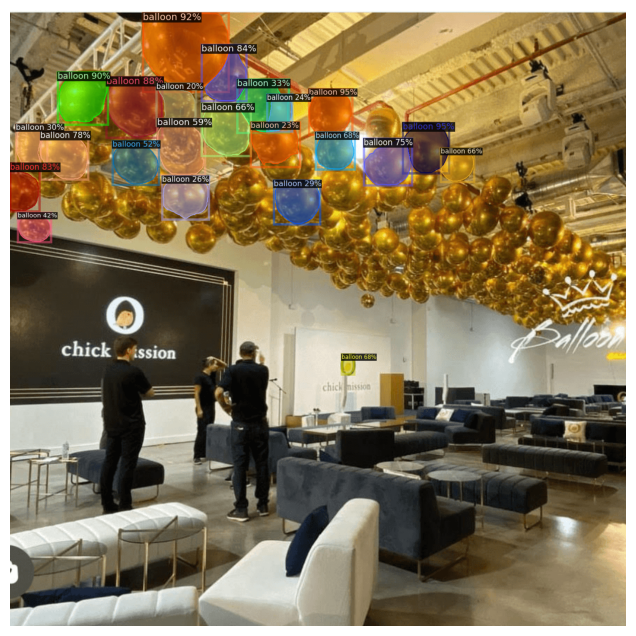 balloon 92%
balloon 84%
balloon 90%
balloon 88%
balloon 20%
balloon 33%
balloon 95%
balloon 24%
balloon 66%
balloon 59%
balloon 23%
balloon 30%
balloon 78%
balloon 52%
balloon 68%
balloon 75%
balloon
balloon 66%
balloon 83%
balloon 26%
balloon 29%
balloon 42%
chick mission
Balloon
balloon 68%
chick mission